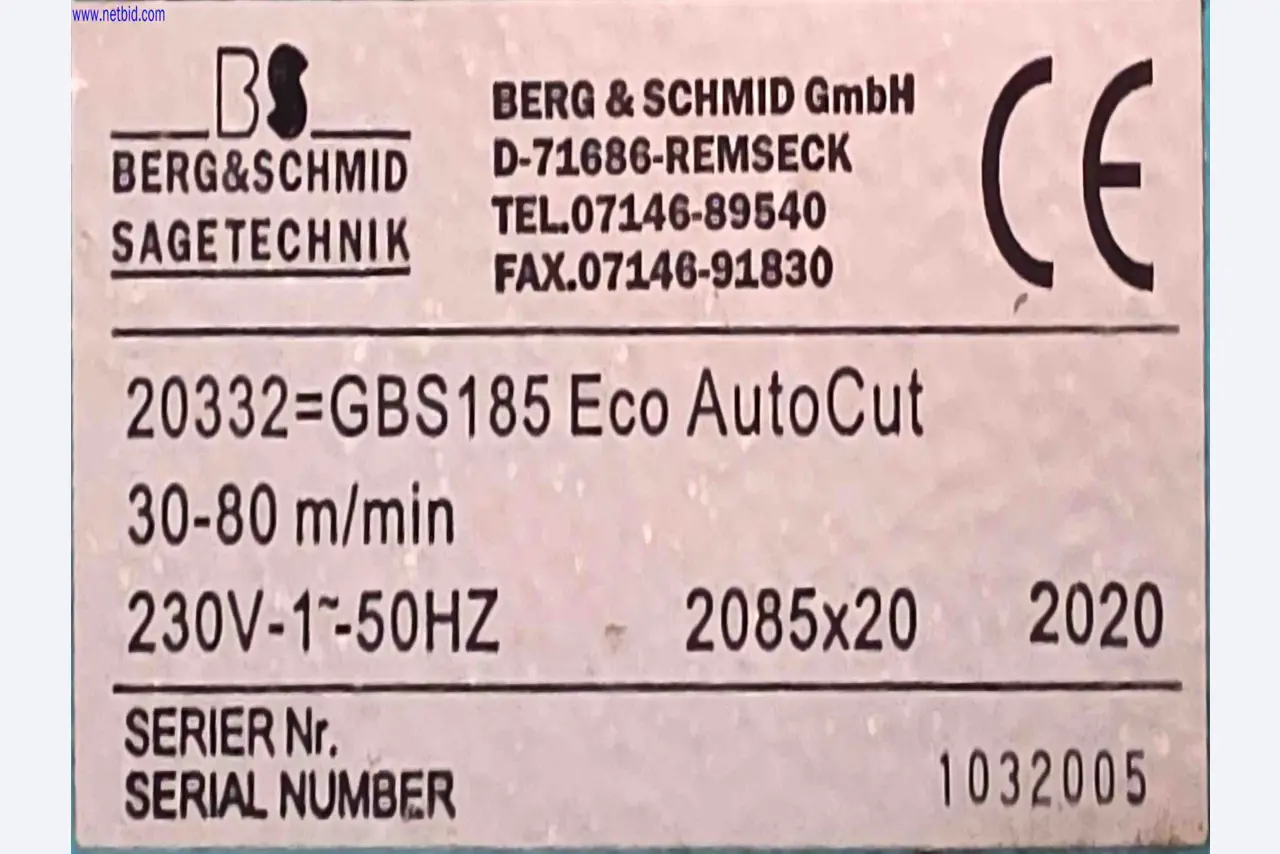 www.netbid.com
BS
BERG&SCHMID
SAGETECHNIK
BERG & SCHMID GmbH
D-71686-REMSECK
TEL.07146-89540
FAX.07146-91830
CE
20332=GBS185 Eco AutoCut
30-80 m/min
230V-1~-50HZ 2085x20 2020
SERIER Nr.
SERIAL NUMBER 1032005